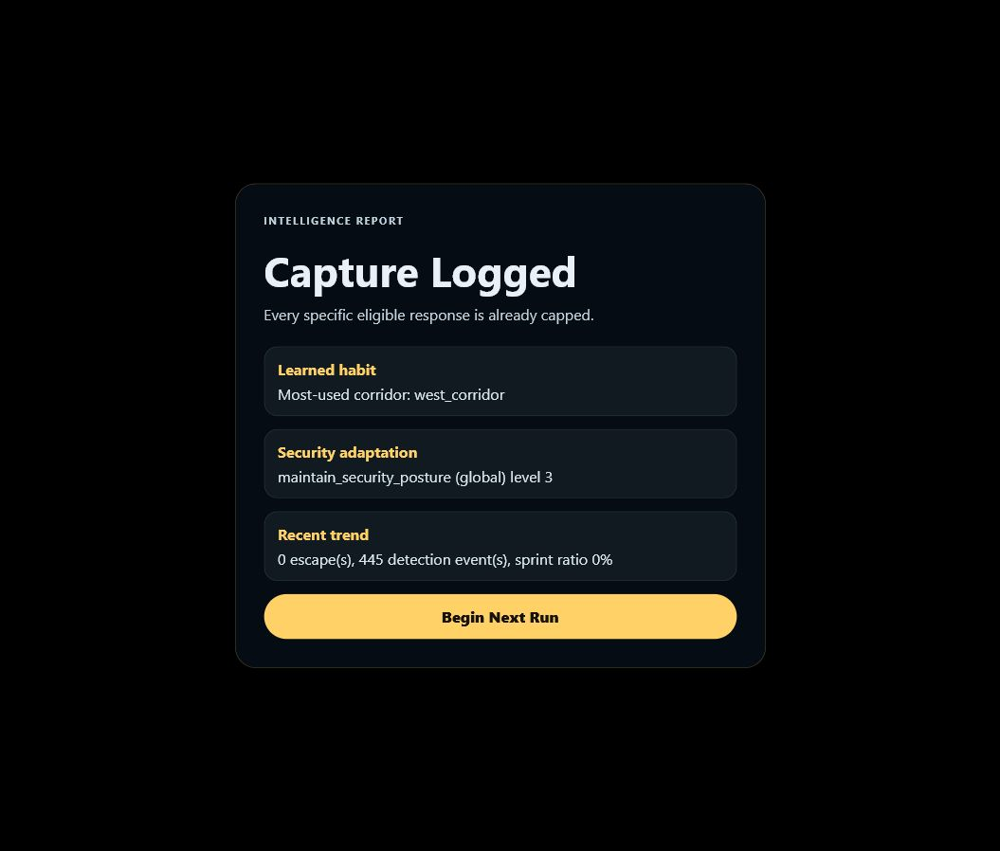 INTELLIGENCE REPORT
Capture Logged
Every specific eligible response is already capped.
Learned habit
Most-used corridor: west_corridor
Security adaptation
maintain_security_posture (global) level 3
Recent trend
0 escape(s), 445 detection event(s), sprint ratio 0%
Begin Next Run